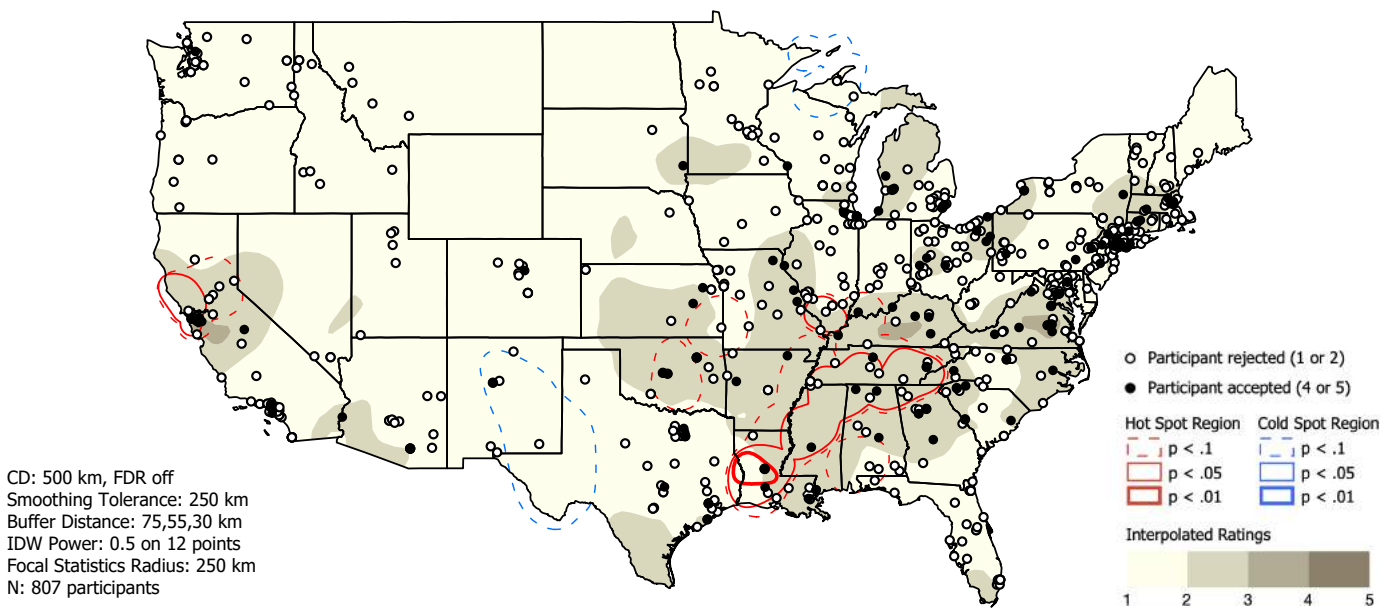 CD: 500 km, FDR off
Smoothing Tolerance: 250 km
Buffer Distance: 75,55,30 km
IDW Power: 0.5 on 12 points
Focal Statistics Radius: 250 km
N: 807 participants
Participant rejected (1 or 2)
Participant accepted (4 or 5)
Hot Spot Region Cold Spot Region
p < .1 p < .1
p < .05 p < .05
p < .01 p < .01
Interpolated Ratings
1 2 3 4 5